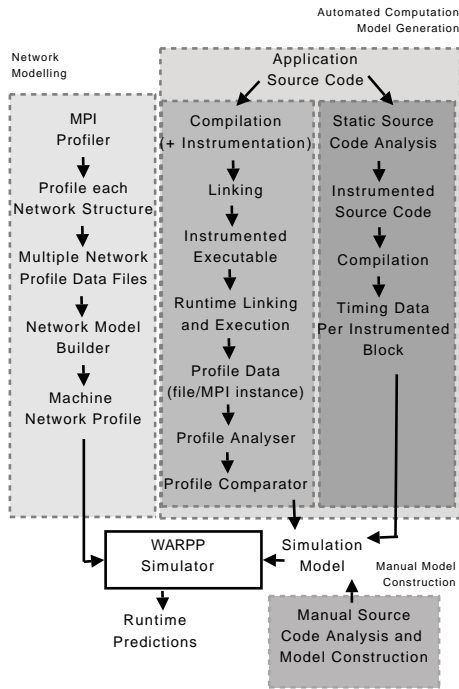 Automated Computation
Model Generation
Network
Modelling
Application
Source Code
MPI
Profiler
Profile each
Network Structure
Multiple Network
Profile Data Files
Network Model
Builder
Machine
Network Profile
Compilation
(+ Instrumentation)
Linking
Instrumented
Executable
Runtime Linking
and Execution
Profile Data
(file/MPI instance)
Profile Analyser
Profile Comparator
Static Source
Code Analysis
Instrumented
Source Code
Compilation
Timing Data
Per Instrumented
Block
WARPP
Simulator
Simulation
Model
Manual Model
Construction
Runtime
Predictions
Manual Source
Code Analysis and
Model Construction